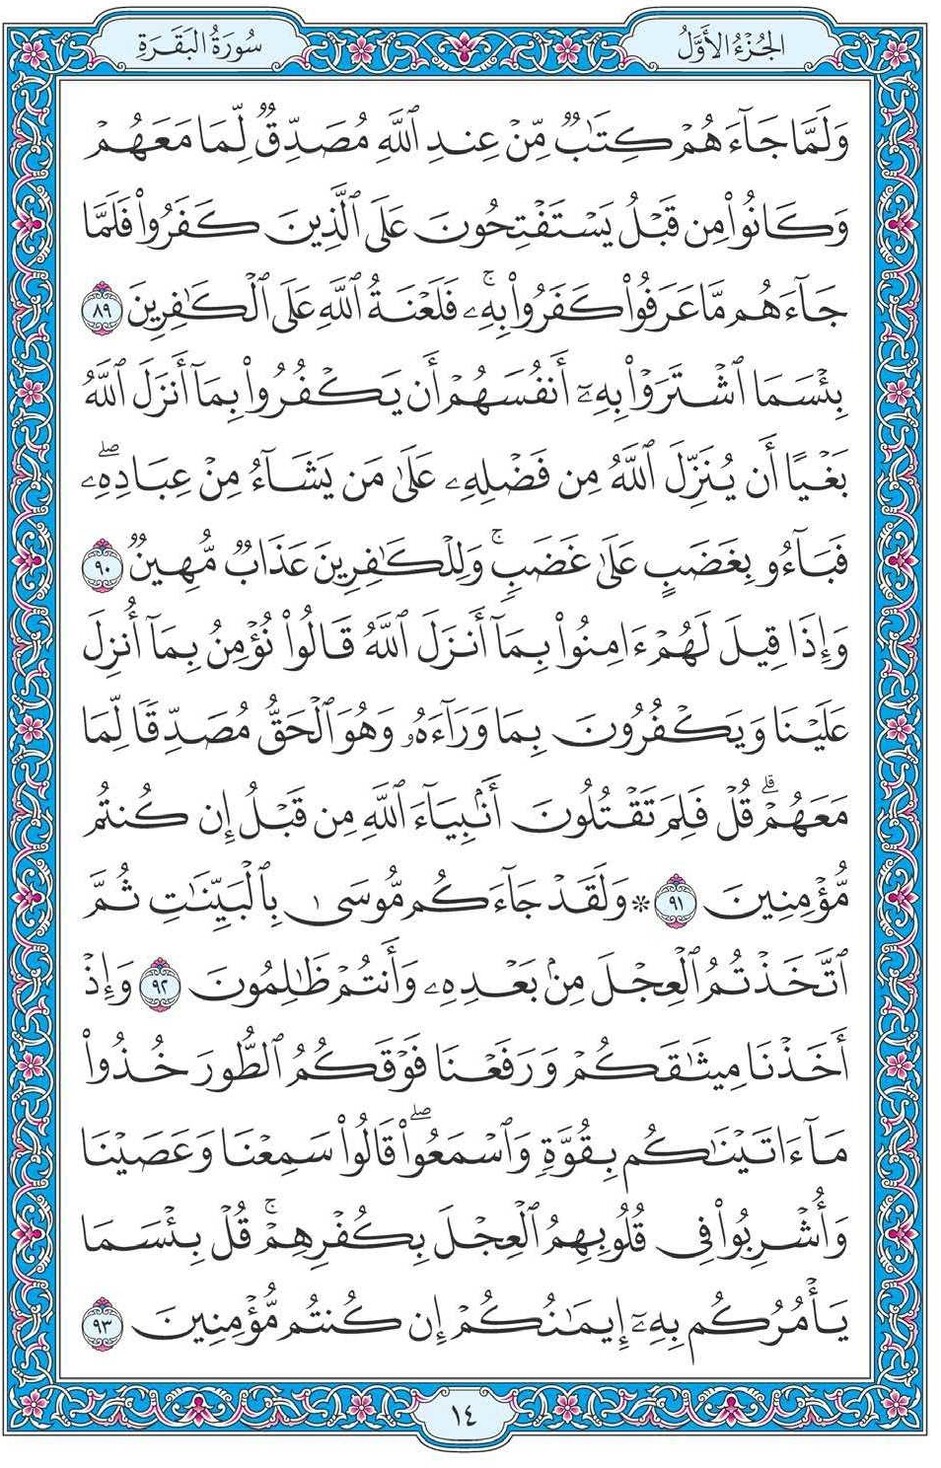 الجُزْءُ الأَوَّلُ
سُورَةُ البَقَرَةِ
وَلَمَّا جَآءَهُمْ كِتَٰبٌ مِّنْ عِندِ ٱللَّهِ مُصَدِّقٌ لِّمَا مَعَهُمْ
وَكَانُوا۟ مِن قَبْلُ يَسْتَفْتِحُونَ عَلَى ٱلَّذِينَ كَفَرُوا۟ فَلَمَّا
جَآءَهُم مَّا عَرَفُوا۟ كَفَرُوا۟ بِهِۦۚ فَلَعْنَةُ ٱللَّهِ عَلَى ٱلْكَٰفِرِينَ ٨٩
بِئْسَمَا ٱشْتَرَوْا۟ بِهِۦٓ أَنفُسَهُمْ أَن يَكْفُرُوا۟ بِمَآ أَنزَلَ ٱللَّهُ
بَغْيًا أَن يُنَزِّلَ ٱللَّهُ مِن فَضْلِهِۦ عَلَىٰ مَن يَشَآءُ مِنْ عِبَادِهِۦۖ
فَبَآءُو بِغَضَبٍ عَلَىٰ غَضَبٍۚ وَلِلْكَٰفِرِينَ عَذَابٌ مُّهِينٌ ٩٠
وَإِذَا قِيلَ لَهُمْ ءَامِنُوا۟ بِمَآ أَنزَلَ ٱللَّهُ قَالُوا۟ نُؤْمِنُ بِمَآ أُنزِلَ
عَلَيْنَا وَيَكْفُرُونَ بِمَا وَرَآءَهُۥ وَهُوَ ٱلْحَقُّ مُصَدِّقًا لِّمَا
مَعَهُمْۗ قُلْ فَلِمَ تَقْتُلُونَ أَنۢبِيَآءَ ٱللَّهِ مِن قَبْلُ إِن كُنتُم
مُّؤْمِنِينَ ٩١ ۞ وَلَقَدْ جَآءَكُم مُّوسَىٰ بِٱلْبَيِّنَٰتِ ثُمَّ
ٱتَّخَذْتُمُ ٱلْعِجْلَ مِنۢ بَعْدِهِۦ وَأَنتُمْ ظَٰلِمُونَ ٩٢ وَإِذْ
أَخَذْنَا مِيثَٰقَكُمْ وَرَفَعْنَا فَوْقَكُمُ ٱلطُّورَ خُذُوا۟
مَآ ءَاتَيْنَٰكُم بِقُوَّةٍ وَٱسْمَعُوا۟ۖ قَالُوا۟ سَمِعْنَا وَعَصَيْنَا
وَأُشْرِبُوا۟ فِى قُلُوبِهِمُ ٱلْعِجْلَ بِكُفْرِهِمْۚ قُلْ بِئْسَمَا
يَأْمُرُكُم بِهِۦٓ إِيمَٰنُكُمْ إِن كُنتُم مُّؤْمِنِينَ ٩٣
١٤